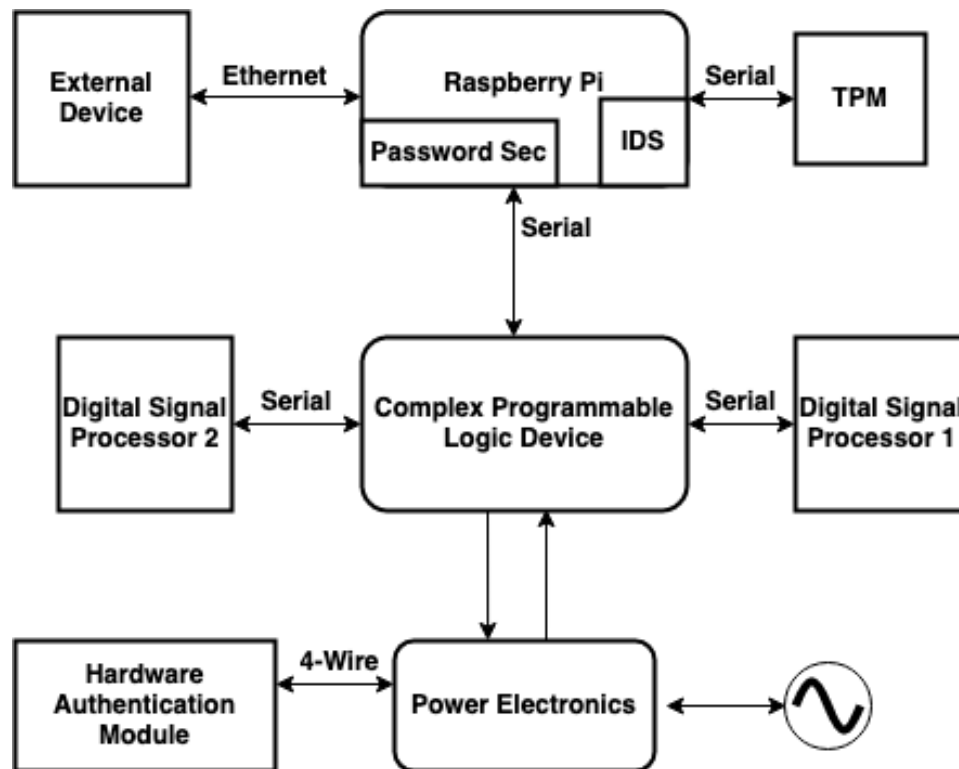 External
Device
Ethernet
Raspberry Pi
Password Sec
IDS
Serial
TPM
Serial
Digital Signal
Processor 2
Serial
Complex Programmable
Logic Device
Serial
Digital Signal
Processor 1
Hardware
Authentication
Module
4-Wire
Power Electronics